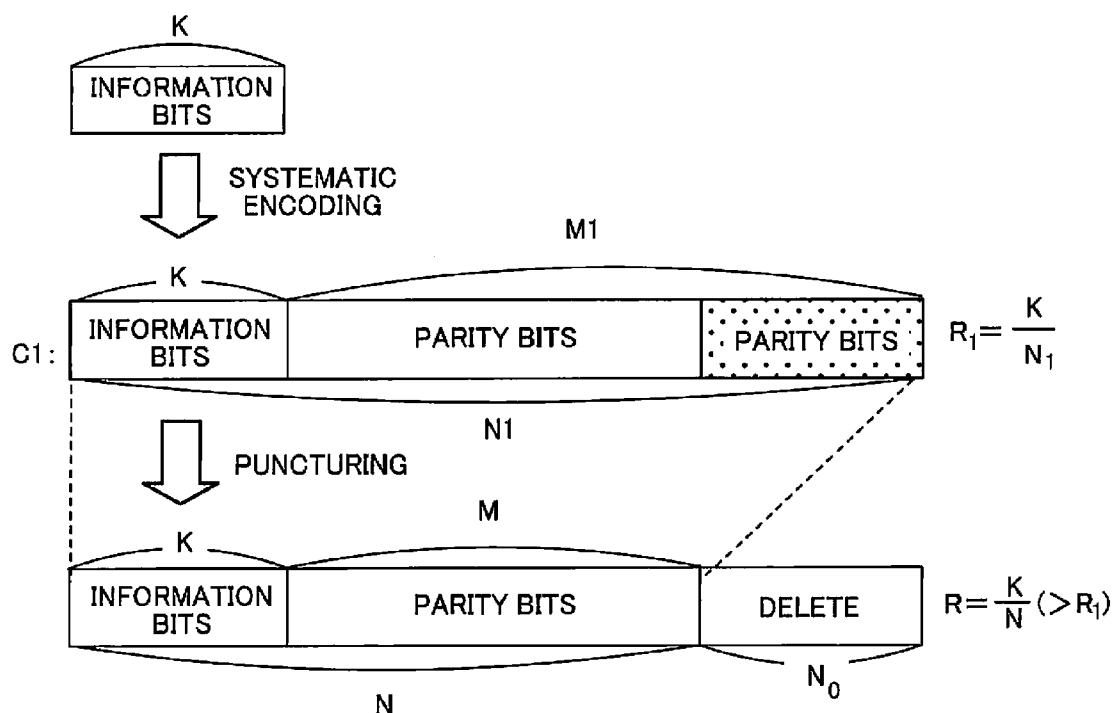 K
INFORMATION
BITS
SYSTEMATIC
ENCODING
M1
K
C1:
INFORMATION
BITS
PARITY BITS
PARITY BITS
R₁=K/N₁
N1
PUNCTURING
M
K
INFORMATION
BITS
PARITY BITS
DELETE
R=K/N(>R₁)
N
N₀